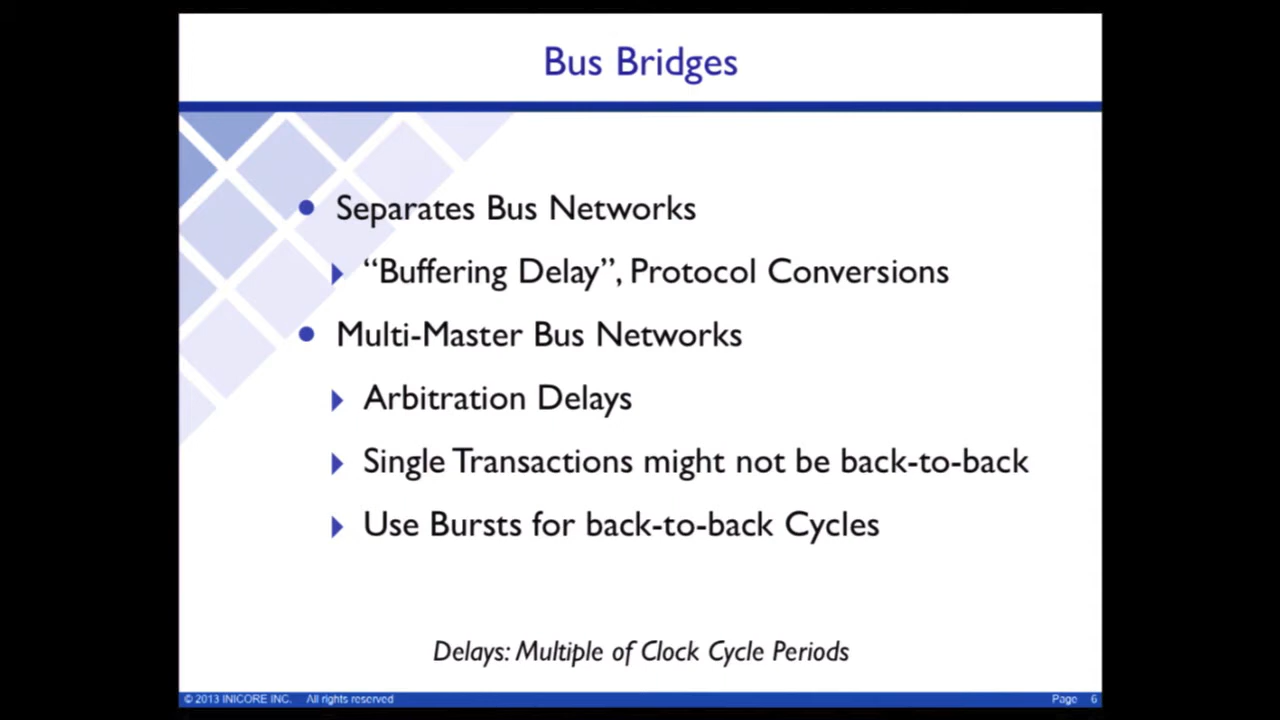 Bus Bridges
Separates Bus Networks
“Buffering Delay”, Protocol Conversions
Multi-Master Bus Networks
Arbitration Delays
Single Transactions might not be back-to-back
Use Bursts for back-to-back Cycles
Delays: Multiple of Clock Cycle Periods
© 2013 INICORE INC. All rights reserved Page 6